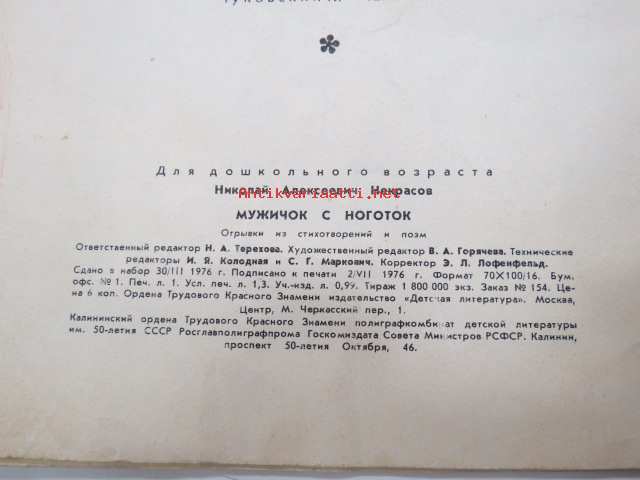 Для дошкольного возраста
Николай Алексеевич Некрасов
Antikvariaatti.net
МУЖИЧОК С НОГОТОК
Отрывки из стихотворений и поэм
Ответственный редактор Н. А. Терехова. Художественный редактор В. А. Горячева. Технические
редакторы И. Я. Колодная и С. Г. Маркович. Корректор Э. Л. Лофенфельд.
Сдано в набор 30/III 1976 г. Подписано к печати 2/VII 1976 г. Формат 70X100/16. Бум.
офс. № 1. Печ. л. 1. Усл. печ. л. 1,3. Уч.-изд. л. 0,99. Тираж 1 800 000 экз. Заказ № 154. Це-
на 6 коп. Ордена Трудового Красного Знамени издательство «Детская литература». Москва,
Центр, М. Черкасский пер., 1.
Калининский ордена Трудового Красного Знамени полиграфкомбинат детской литературы
им. 50-летия СССР Росглавполиграфпрома Госкомиздата Совета Министров РСФСР. Калинин,
проспект 50-летия Октября, 46.